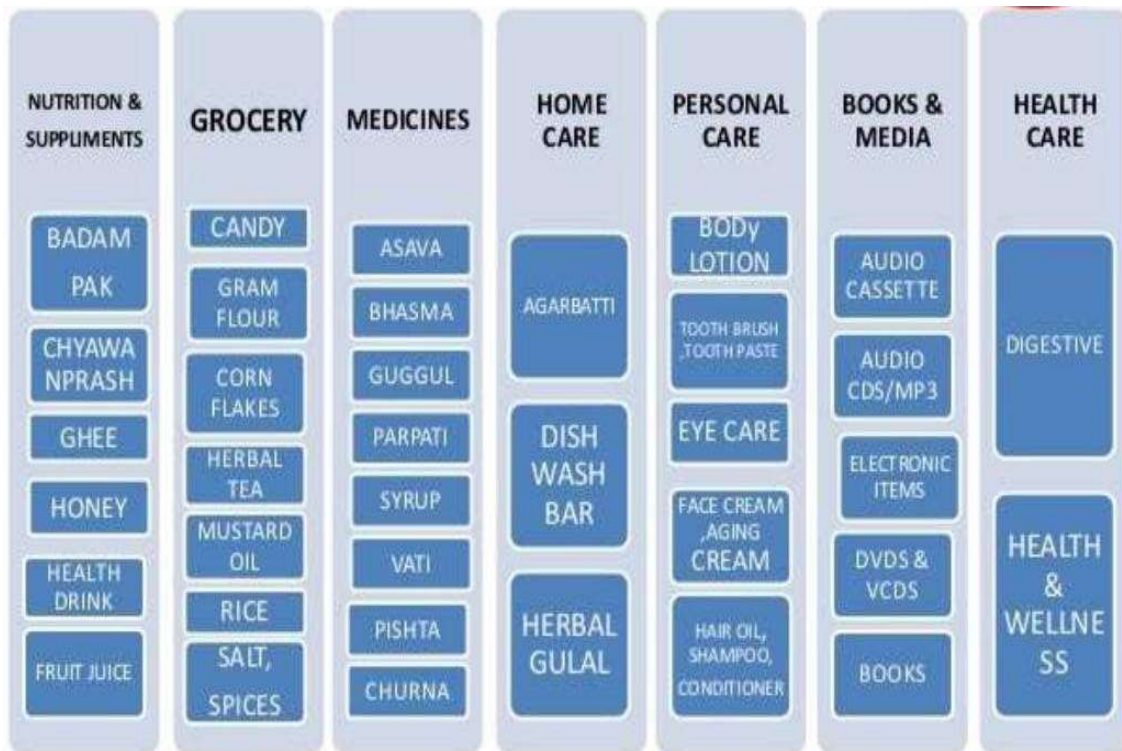 NUTRITION &
SUPPLIMENTS
BADAM
PAK
CHYAWA
NPRASH
GHEE
HONEY
HEALTH
DRINK
FRUIT JUICE
GROCERY
CANDY
GRAM
FLOUR
CORN
FLAKES
HERBAL
TEA
MUSTARD
OIL
RICE
SALT,
SPICES
MEDICINES
ASAVA
BHASMA
GUGGUL
PARPATI
SYRUP
VATI
PISHTA
CHURNA
HOME
CARE
AGARBATTI
DISH
WASH
BAR
HERBAL
GULAL
PERSONAL
CARE
BODy
LOTION
TOOTH BRUSH
,TOOTH PASTE
EYE CARE
FACE CREAM
,AGING
CREAM
HAIR OIL,
SHAMPOO,
CONDITIONER
BOOKS &
MEDIA
AUDIO
CASSETTE
AUDIO
CDS/MP3
ELECTRONIC
ITEMS
DVDS &
VCDS
BOOKS
HEALTH
CARE
DIGESTIVE
HEALTH
&
WELLNE
SS